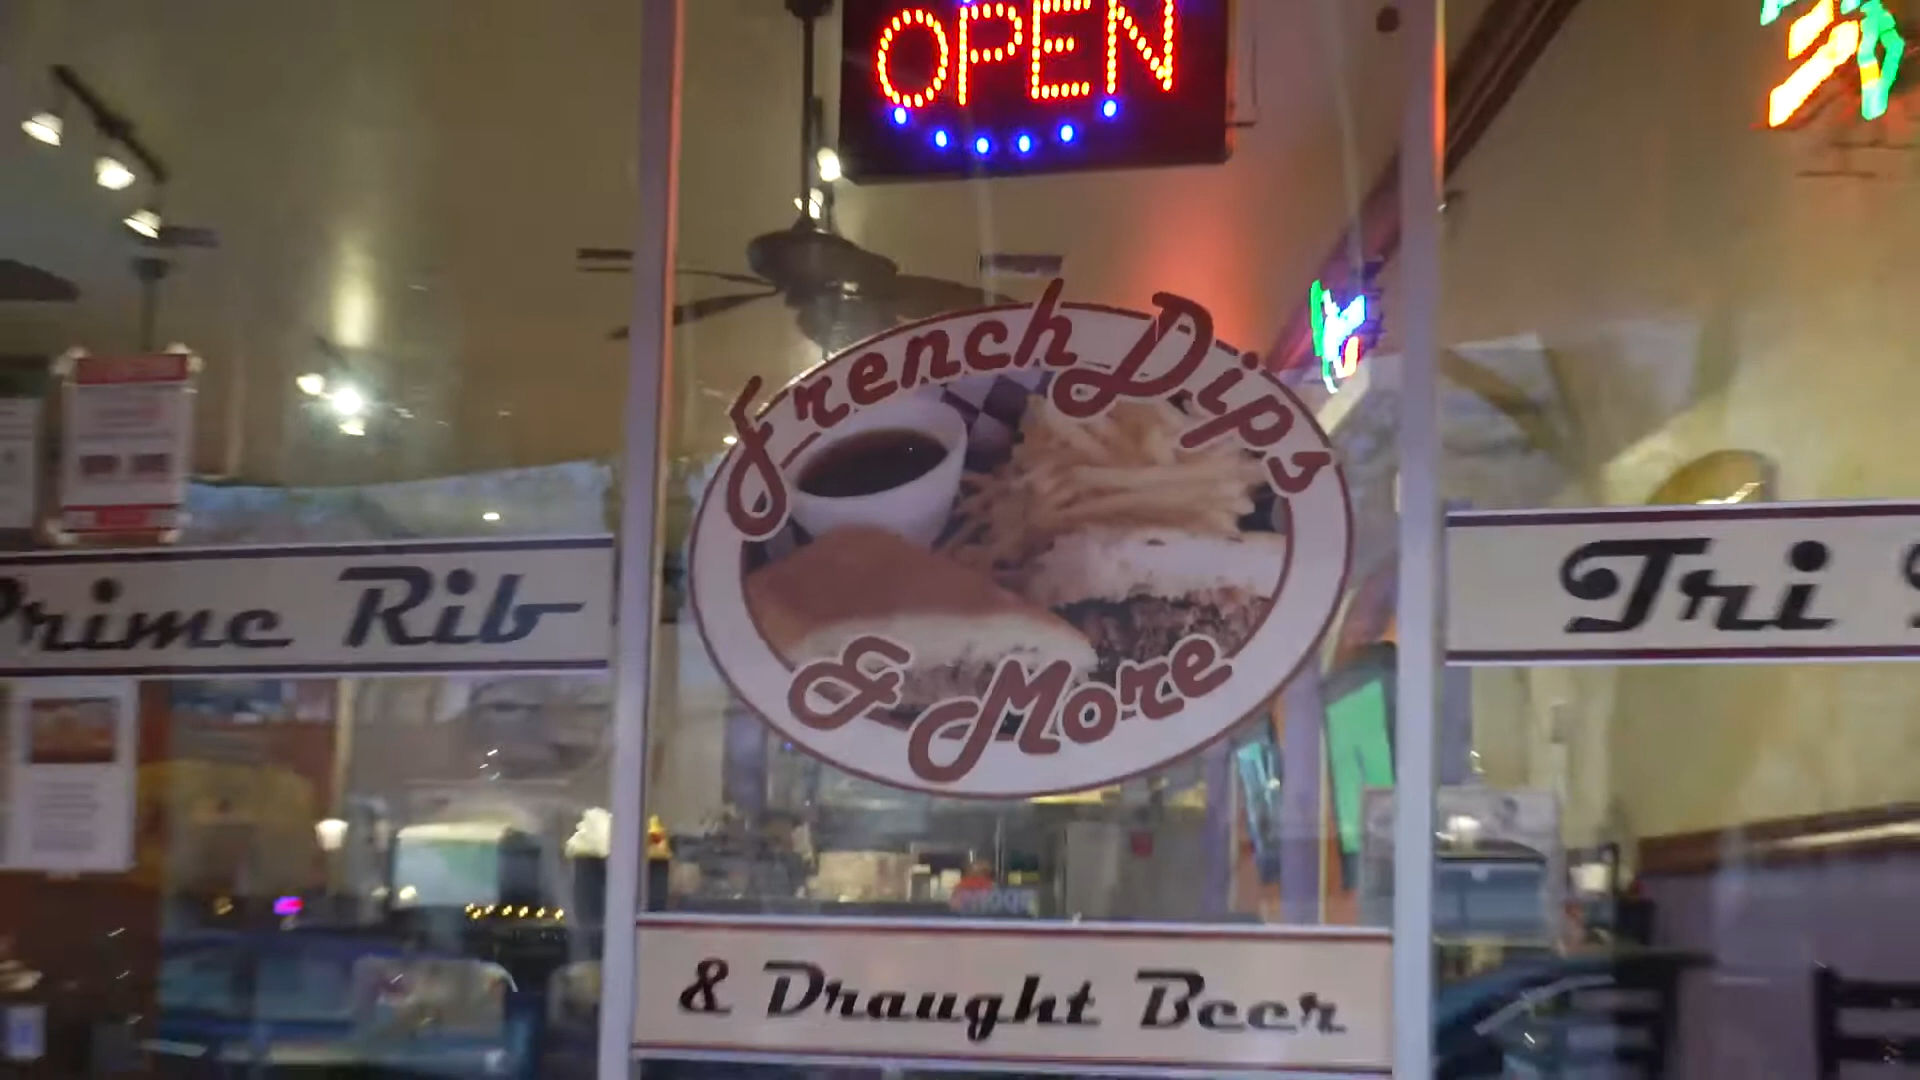 OPEN
French Dips
& More
Prime Rib
Tri
& Draught Beer